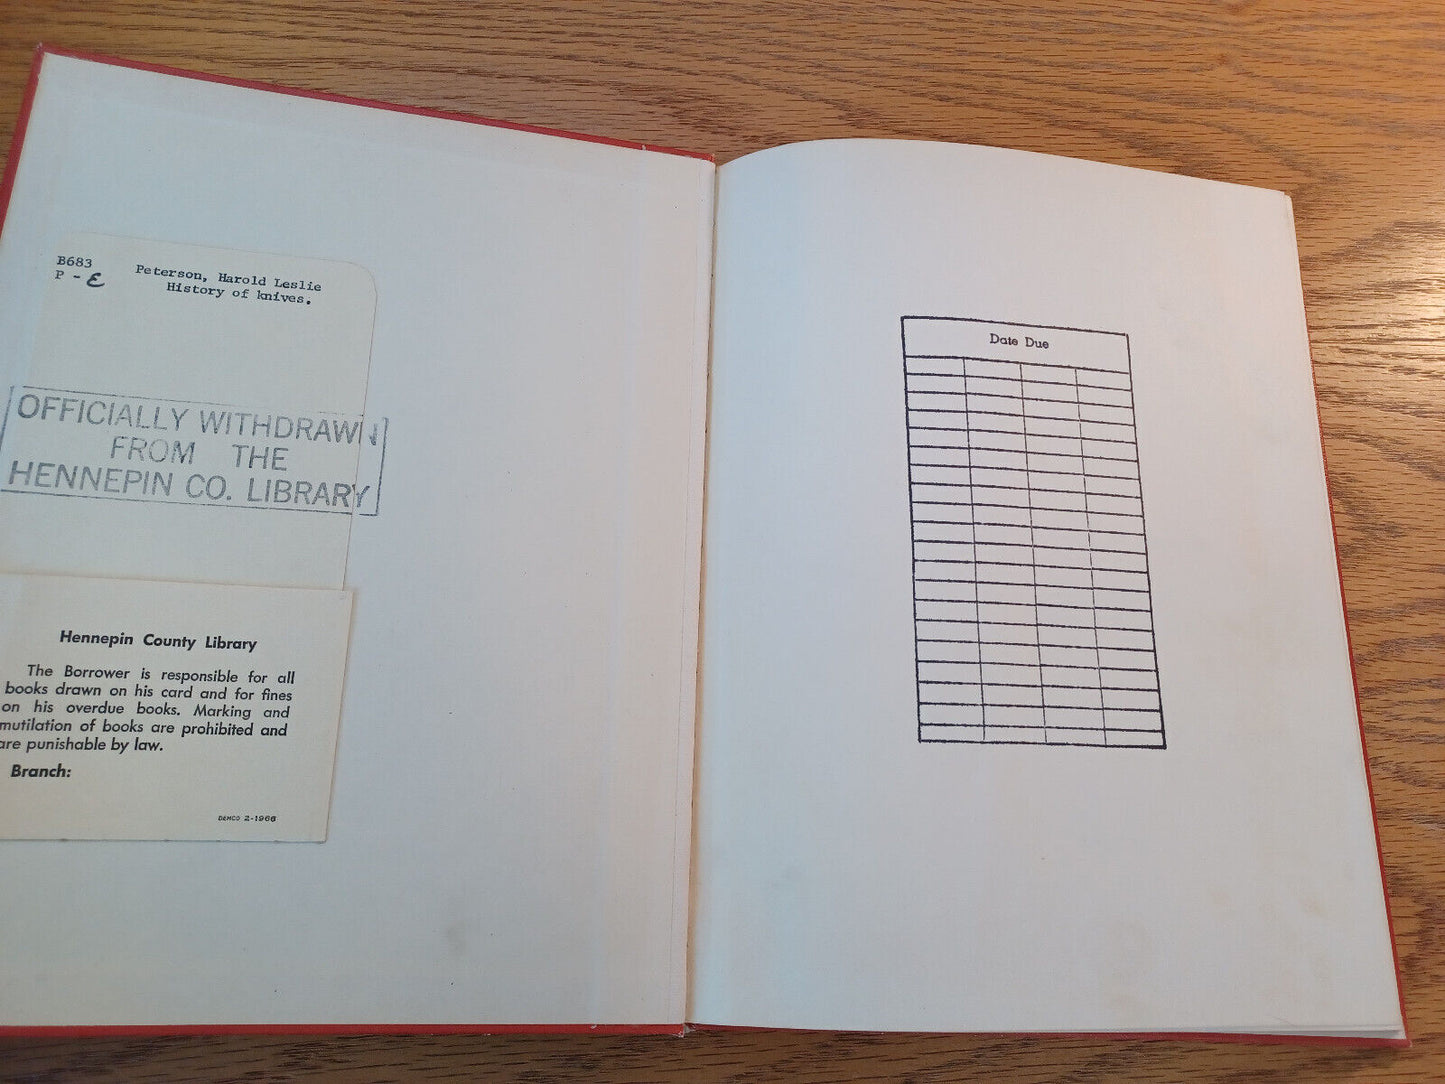 B683
P - E
Peterson, Harold Leslie
History of knives.
OFFICIALLY WITHDRAWN
FROM THE
HENNEPIN CO. LIBRARY
Hennepin County Library
The Borrower is responsible for all
books drawn on his card and for fines
on his overdue books. Marking and
mutilation of books are prohibited and
are punishable by law.
Branch:
DEMCO 2-1966
Date Due